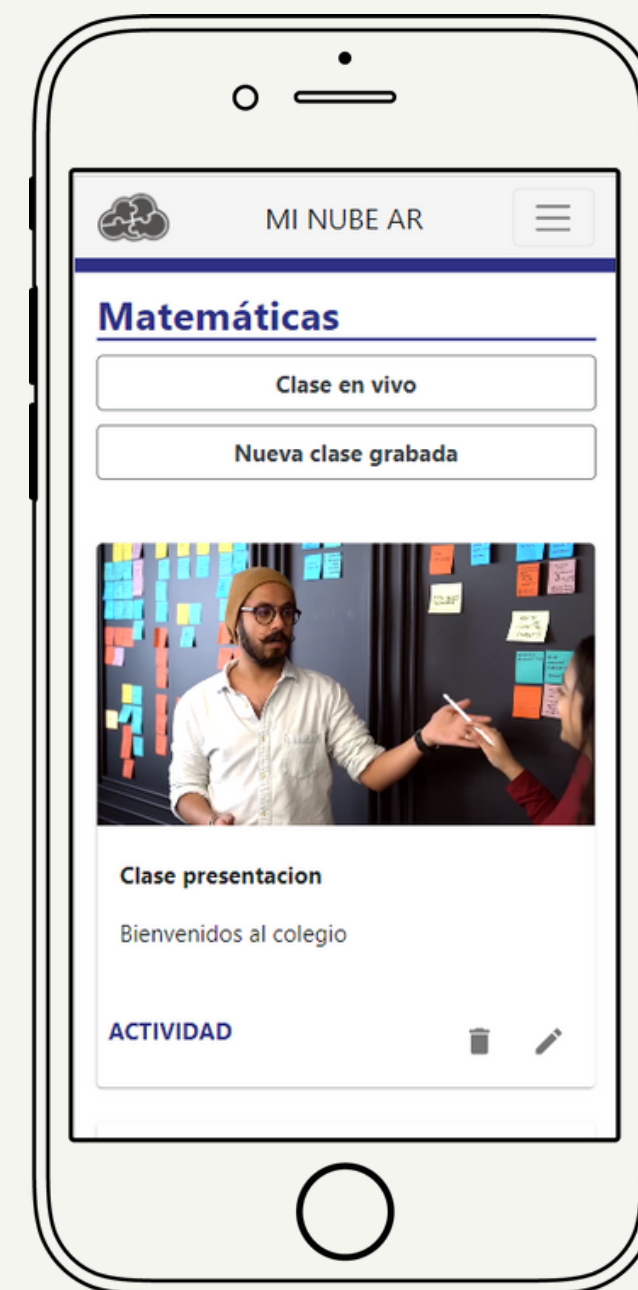 MI NUBE AR
Matemáticas
Clase en vivo
Nueva clase grabada
Clase presentacion
Bienvenidos al colegio
ACTIVIDAD